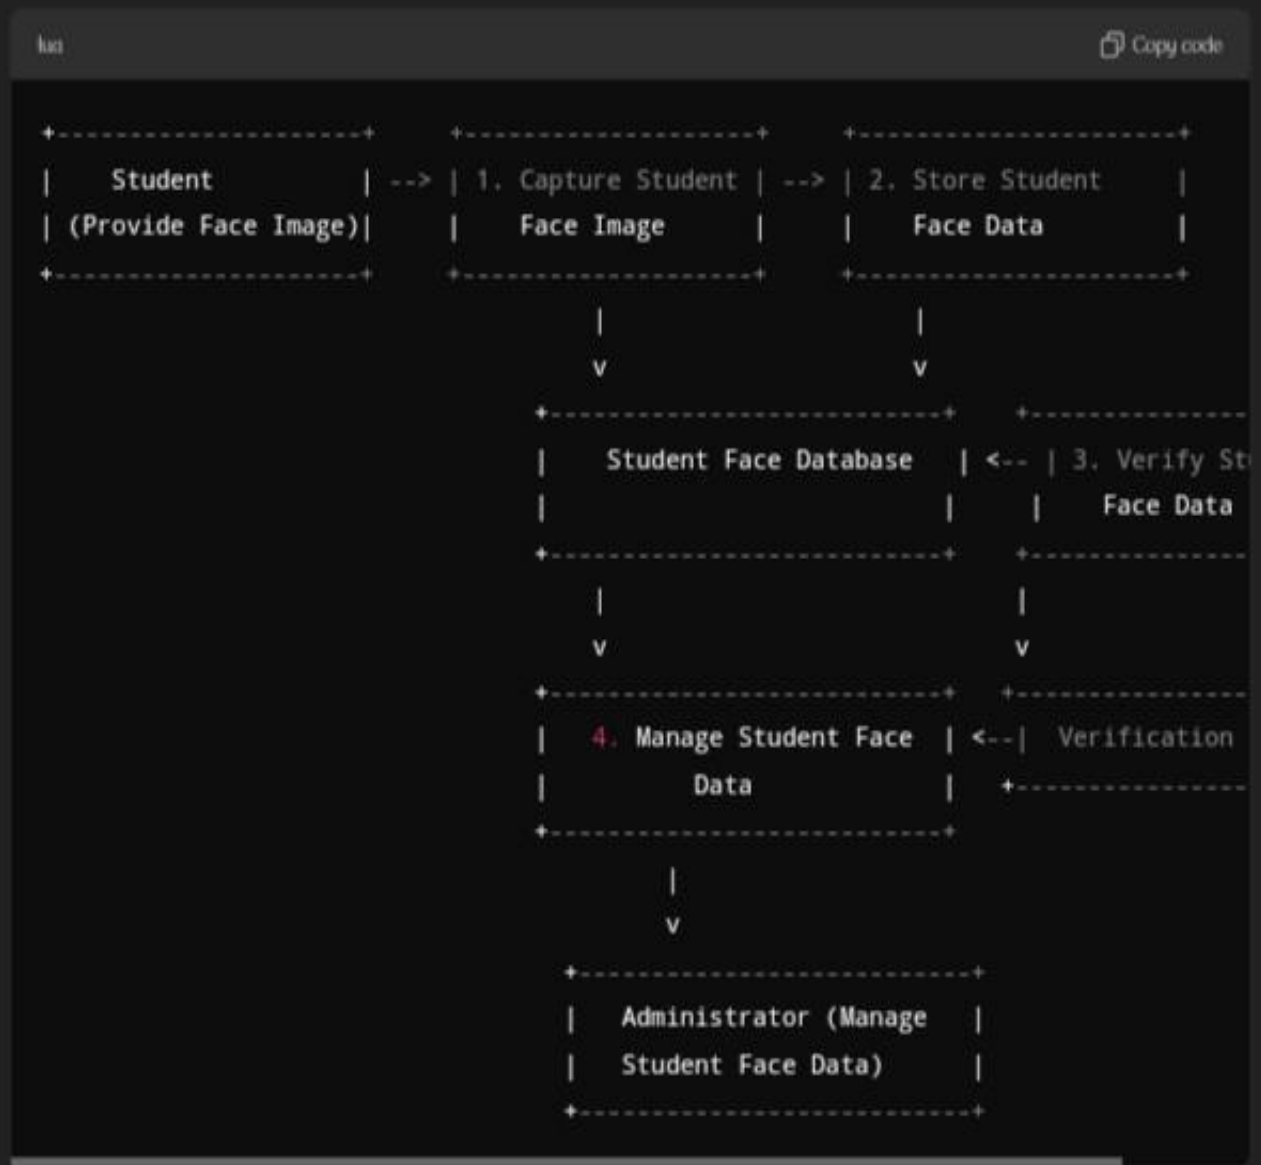 lua
Copy code
+---------------------+ +--------------------+ +----------------------+
| Student | --> | 1. Capture Student | --> | 2. Store Student |
| (Provide Face Image)| | Face Image | | Face Data |
+---------------------+ +--------------------+ +----------------------+
| |
v v
+---------------------------+ +---------------
| Student Face Database | <-- | 3. Verify
| | | Face Data
+---------------------------+ +---------------
| |
v v
+---------------------------+ +----------------
| 4. Manage Student Face | <--| Verification
| Data | +----------------
+---------------------------+
|
v
+---------------------------+
| Administrator (Manage |
| Student Face Data) |
+---------------------------+